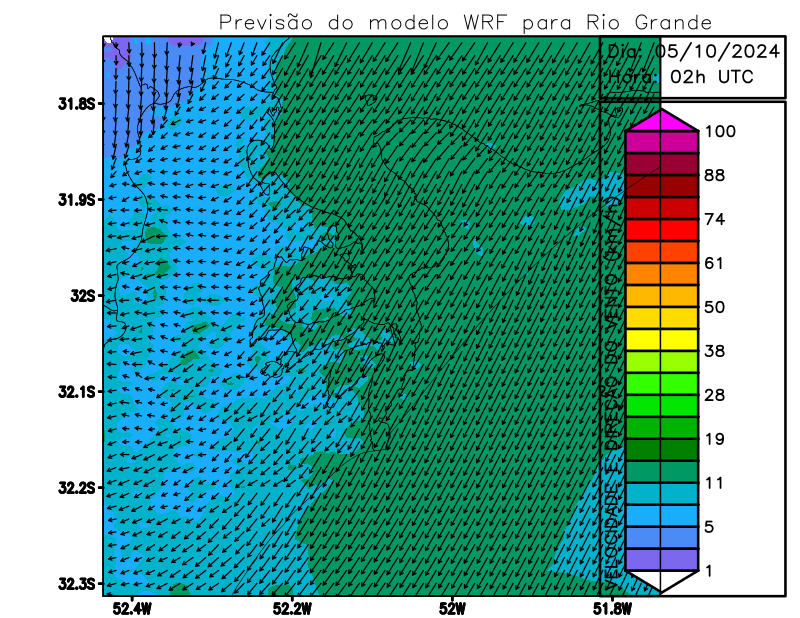 Previsão do modelo WRF para Rio Grande
Dia: 05/10/2024
Hora: 02h UTC
VELOCIDADE E DIREÇÃO DO VENTO (km/h)
100
88
74
61
50
38
28
19
11
5
1
31.8S
31.9S
32S
32.1S
32.2S
32.3S
52.4W 52.2W 52W 51.8W